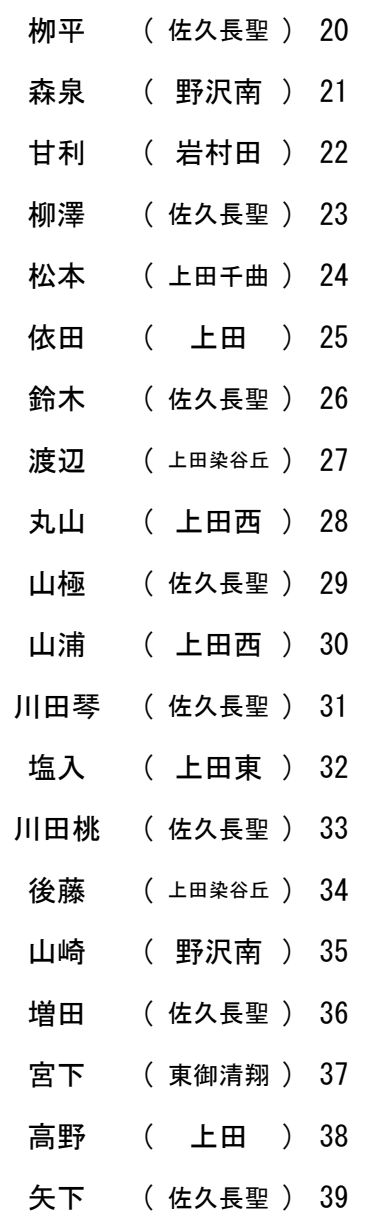 栁平 （ 佐久長聖 ） 20
森泉 （ 野沢南 ） 21
甘利 （ 岩村田 ） 22
柳澤 （ 佐久長聖 ） 23
松本 （ 上田千曲 ） 24
依田 （ 上田 ） 25
鈴木 （ 佐久長聖 ） 26
渡辺 （ 上田染谷丘 ） 27
丸山 （ 上田西 ） 28
山極 （ 佐久長聖 ） 29
山浦 （ 上田西 ） 30
川田琴 （ 佐久長聖 ） 31
塩入 （ 上田東 ） 32
川田桃 （ 佐久長聖 ） 33
後藤 （ 上田染谷丘 ） 34
山崎 （ 野沢南 ） 35
増田 （ 佐久長聖 ） 36
宮下 （ 東御清翔 ） 37
高野 （ 上田 ） 38
矢下 （ 佐久長聖 ） 39